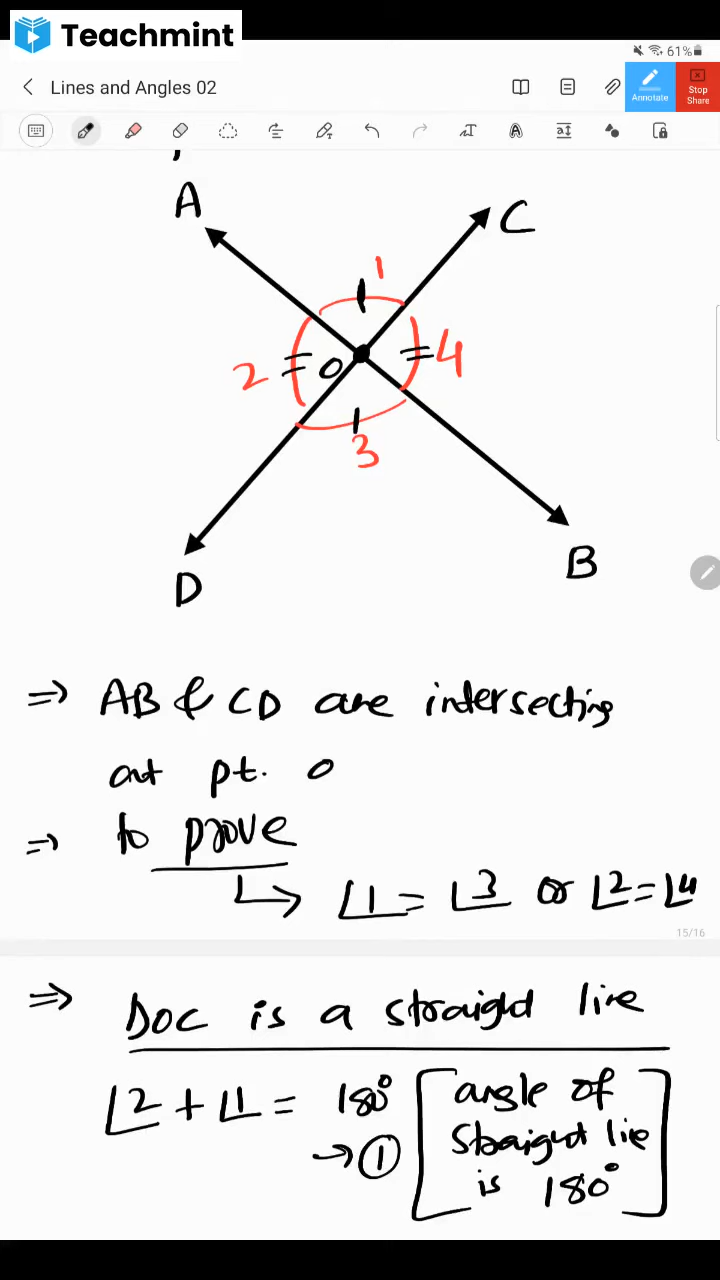 Teachmint
61%
Lines and Angles 02
Annotate
Stop
Share
A
C
1
2
O
4
3
D
B
⇒ AB & CD are intersecting
at pt. O
⇒ to prove
↳ ∠1 = ∠3 or ∠2 = ∠4
15/16
⇒ DOC is a straight line
∠2 + ∠1 = 180° [angle of
→ ① straight line
is 180°]